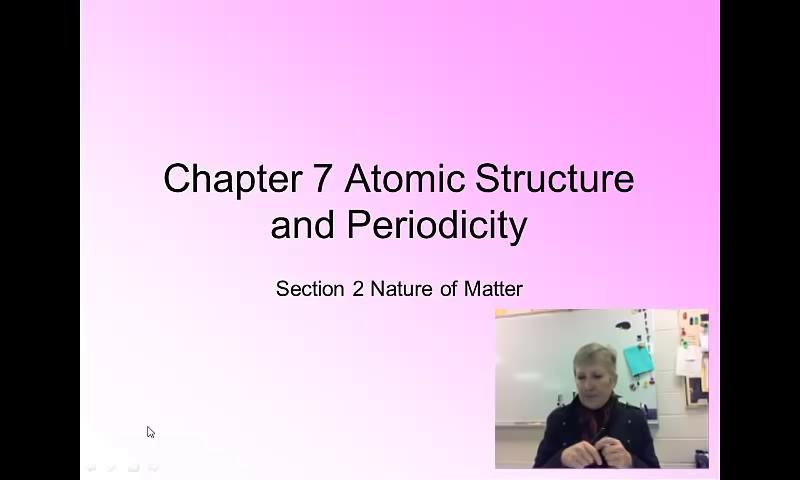 Chapter 7 Atomic Structure
and Periodicity
Section 2 Nature of Matter